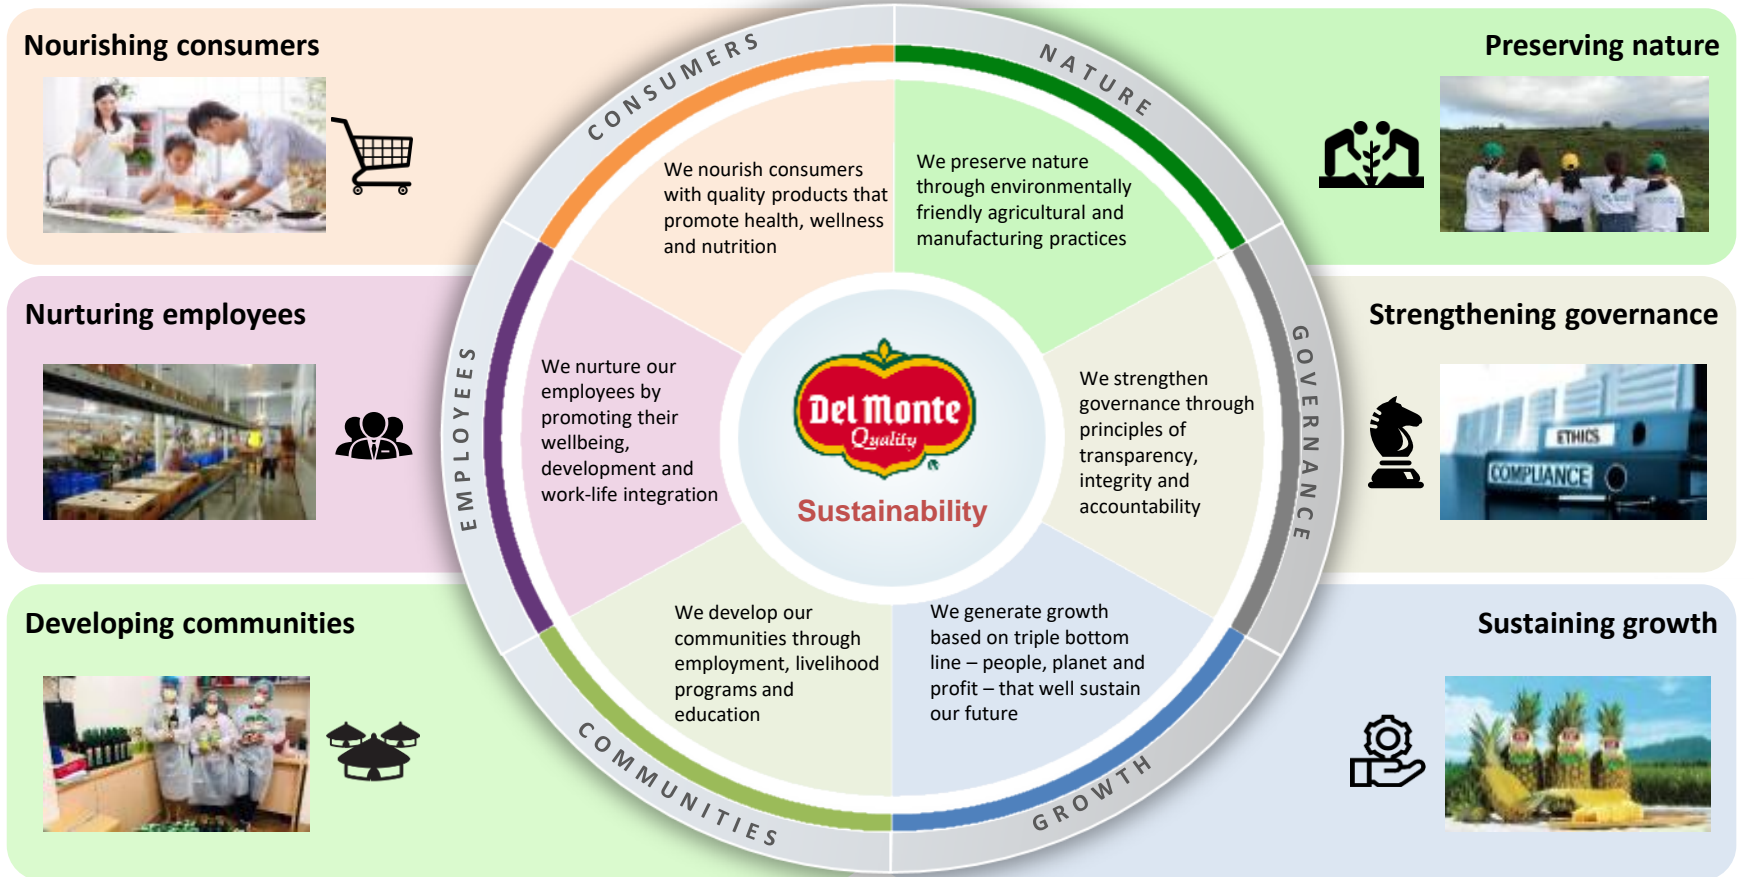 Nourishing consumers
CONSUMERS
We nourish consumers
with quality products that
promote health, wellness
and nutrition
Preserving nature
NATURE
We preserve nature
through environmentally
friendly agricultural and
manufacturing practices
Nurturing employees
EMPLOYEES
We nurture our
employees by
promoting their
wellbeing,
development and
work-life integration
Del Monte
Quality
®
Sustainability
Strengthening governance
GOVERNANCE
We strengthen
governance through
principles of
transparency,
integrity and
accountability
ETHICS
COMPLIANCE
Developing communities
COMMUNITIES
We develop our
communities through
employment, livelihood
programs and
education
Sustaining growth
GROWTH
We generate growth
based on triple bottom
line – people, planet and
profit – that well sustain
our future